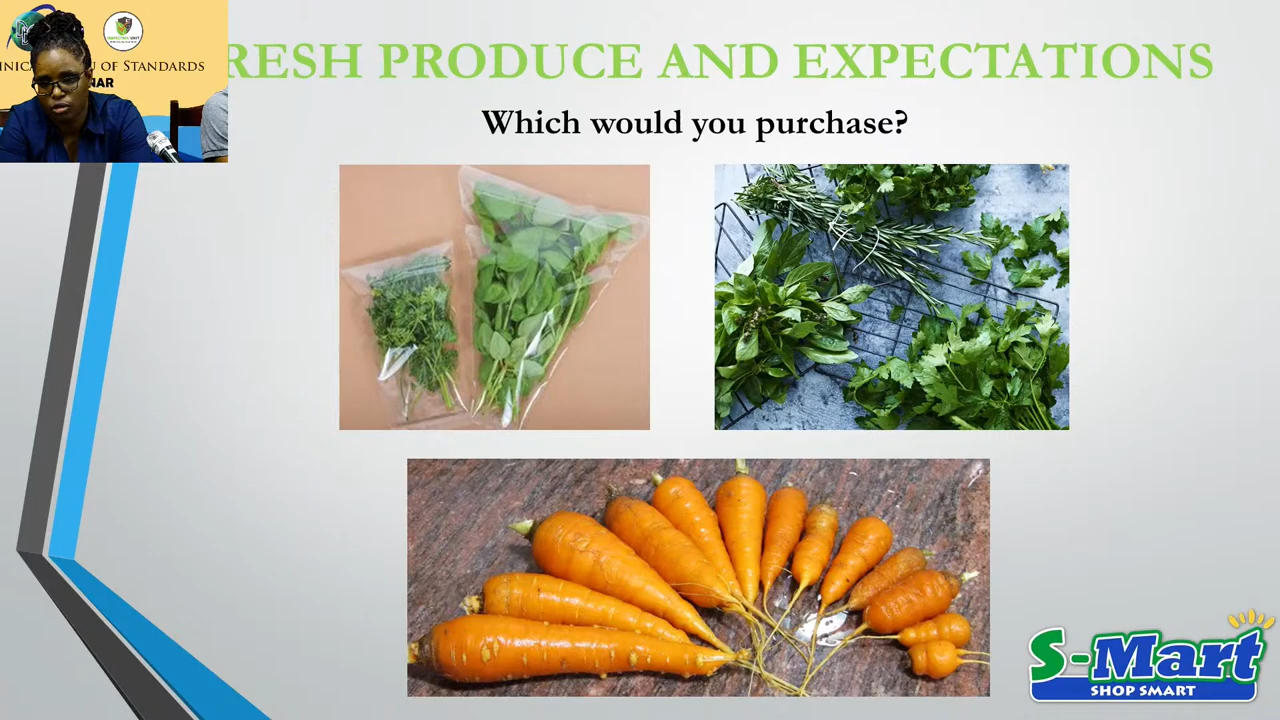 OF STANDARDS
RESH PRODUCE AND EXPECTATIONS
Which would you purchase?
S-Mart
SHOP SMART